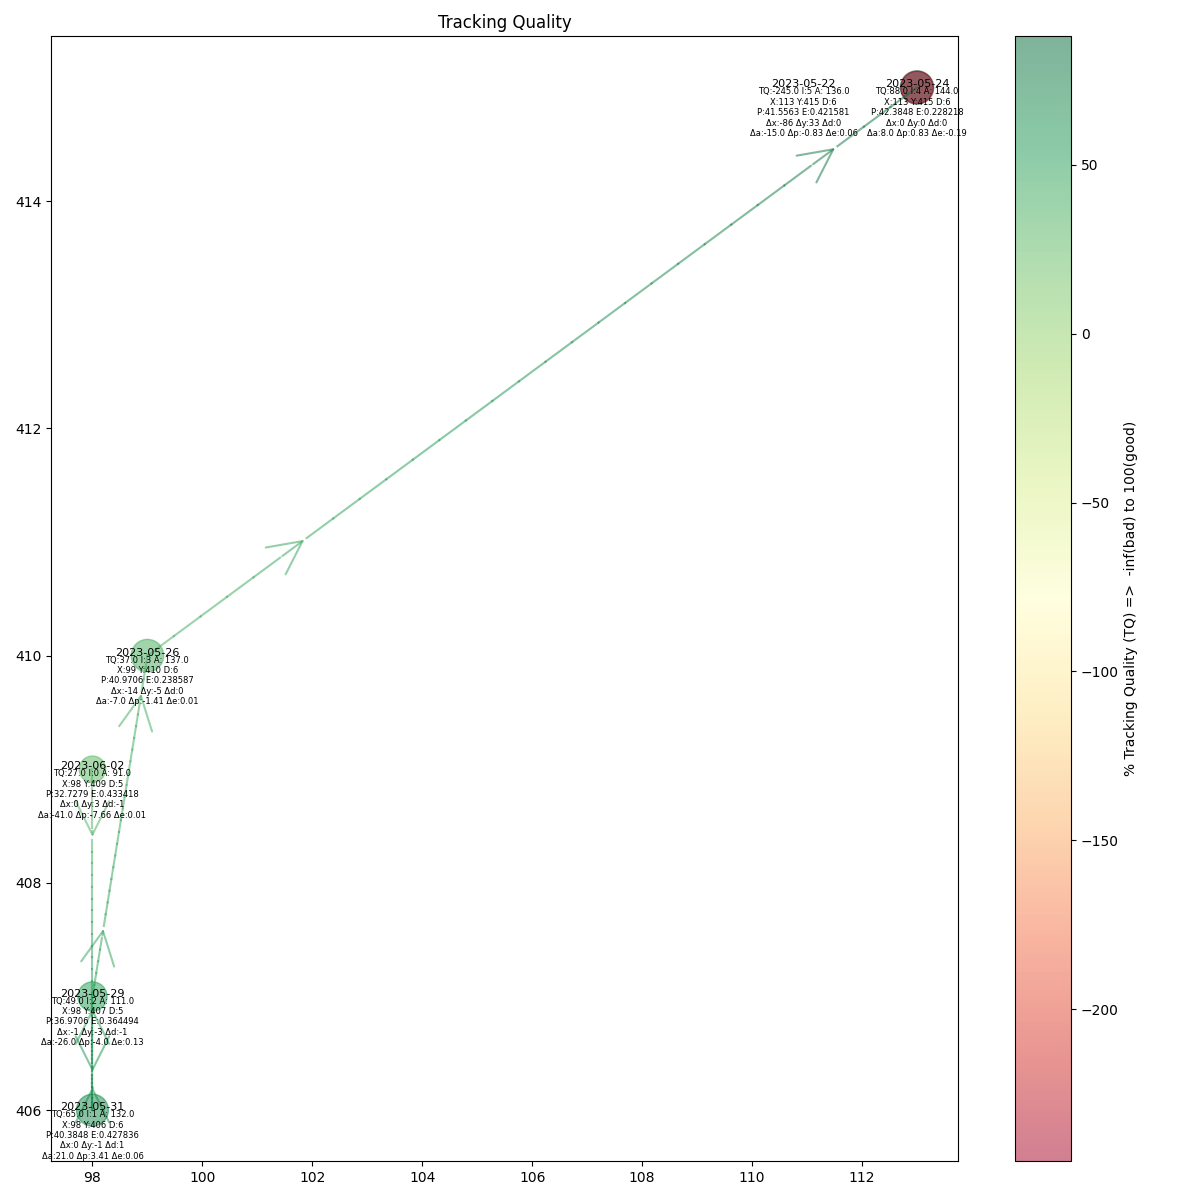 Tracking Quality
2023-05-22
TQ:-245.0 I:5 A: 136.0
X:113 Y:415 D:6
P:41.5563 E:0.421581
Δx:-86 Δy:33 Δd:0
Δa:-15.0 Δp:-0.83 Δe:0.06
2023-05-24
TQ:88.0 I:4 A: 144.0
X:113 Y:415 D:6
P:42.3848 E:0.228218
Δx:0 Δy:0 Δd:0
Δa:8.0 Δp:0.83 Δe:-0.19
2023-05-26
TQ:37.0 I:3 A: 137.0
X:99 Y:410 D:6
P:40.9706 E:0.238587
Δx:-14 Δy:-5 Δd:0
Δa:-7.0 Δp:-1.41 Δe:0.01
2023-06-02
TQ:27.0 I:0 A: 91.0
X:98 Y:409 D:5
P:32.7279 E:0.433418
Δx:0 Δy:3 Δd:-1
Δa:-41.0 Δp:-7.66 Δe:0.01
2023-05-29
TQ:49.0 I:2 A: 111.0
X:98 Y:407 D:5
P:36.9706 E:0.364494
Δx:-1 Δy:-3 Δd:-1
Δa:-26.0 Δp:-4.0 Δe:0.13
2023-05-31
TQ:65.0 I:1 A: 132.0
X:98 Y:406 D:6
P:40.3848 E:0.427836
Δx:0 Δy:-1 Δd:1
Δa:21.0 Δp:3.41 Δe:0.06
414
412
410
408
406
98 100 102 104 106 108 110 112
50
0
−50
−100
−150
−200
% Tracking Quality (TQ) => -inf(bad) to 100(good)